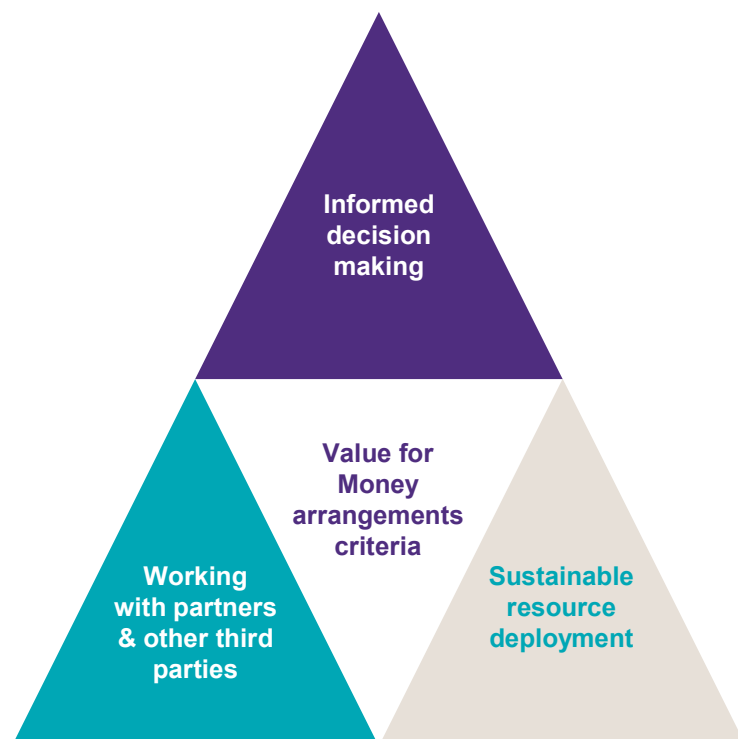 Informed
decision
making
Value for
Money
arrangements
criteria
Working
with partners
& other third
parties
Sustainable
resource
deployment